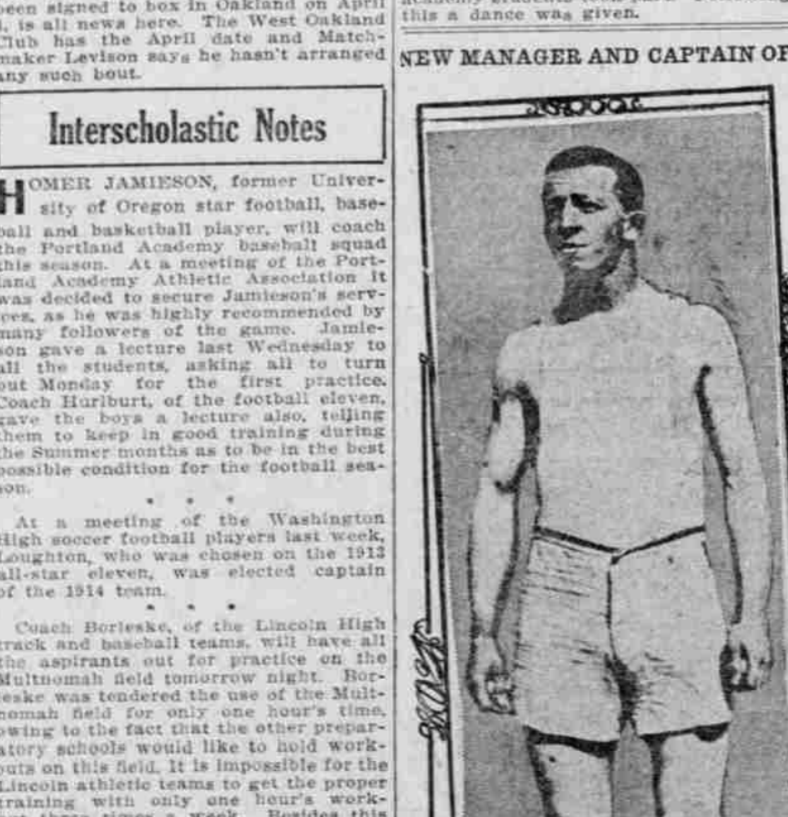 been signed to box in Oakland on April
is all news here. The West Oakland
Club has the April date and Match-
maker Levison says he hasn't arranged
any such bout.
this a dance was given.
NEW MANAGER AND CAPTAIN OF
Interscholastic Notes
HOMER JAMIESON, former Univer-
sity of Oregon star football, base-
ball and basketball player, will coach
the Portland Academy baseball squad
this season. At a meeting of the Port-
land Academy Athletic Association it
was decided to secure Jamieson's serv-
ices, as he was highly recommended by
many followers of the game. Jamie-
son gave a lecture last Wednesday to
all the students, asking all to turn
out Monday for the first practice.
Coach Hurlburt, of the football eleven,
gave the boys a lecture also, telling
them to keep in good training during
the Summer months as to be in the best
possible condition for the football sea-
son.
* * *
At a meeting of the Washington
High soccer football players last week,
Loughton, who was chosen on the 1913
all-star eleven, was elected captain
of the 1914 team.
* * *
Coach Borleske, of the Lincoln High
track and baseball teams, will have all
the aspirants out for practice on the
Multnomah field tomorrow night. Bor-
leske was tendered the use of the Mult-
nomah field for only one hour's time,
owing to the fact that the other prepar-
atory schools would like to hold work-
outs on this field. It is impossible for the
Lincoln athletic teams to get the proper
training with only one hour's work-
out three times a week. Besides this